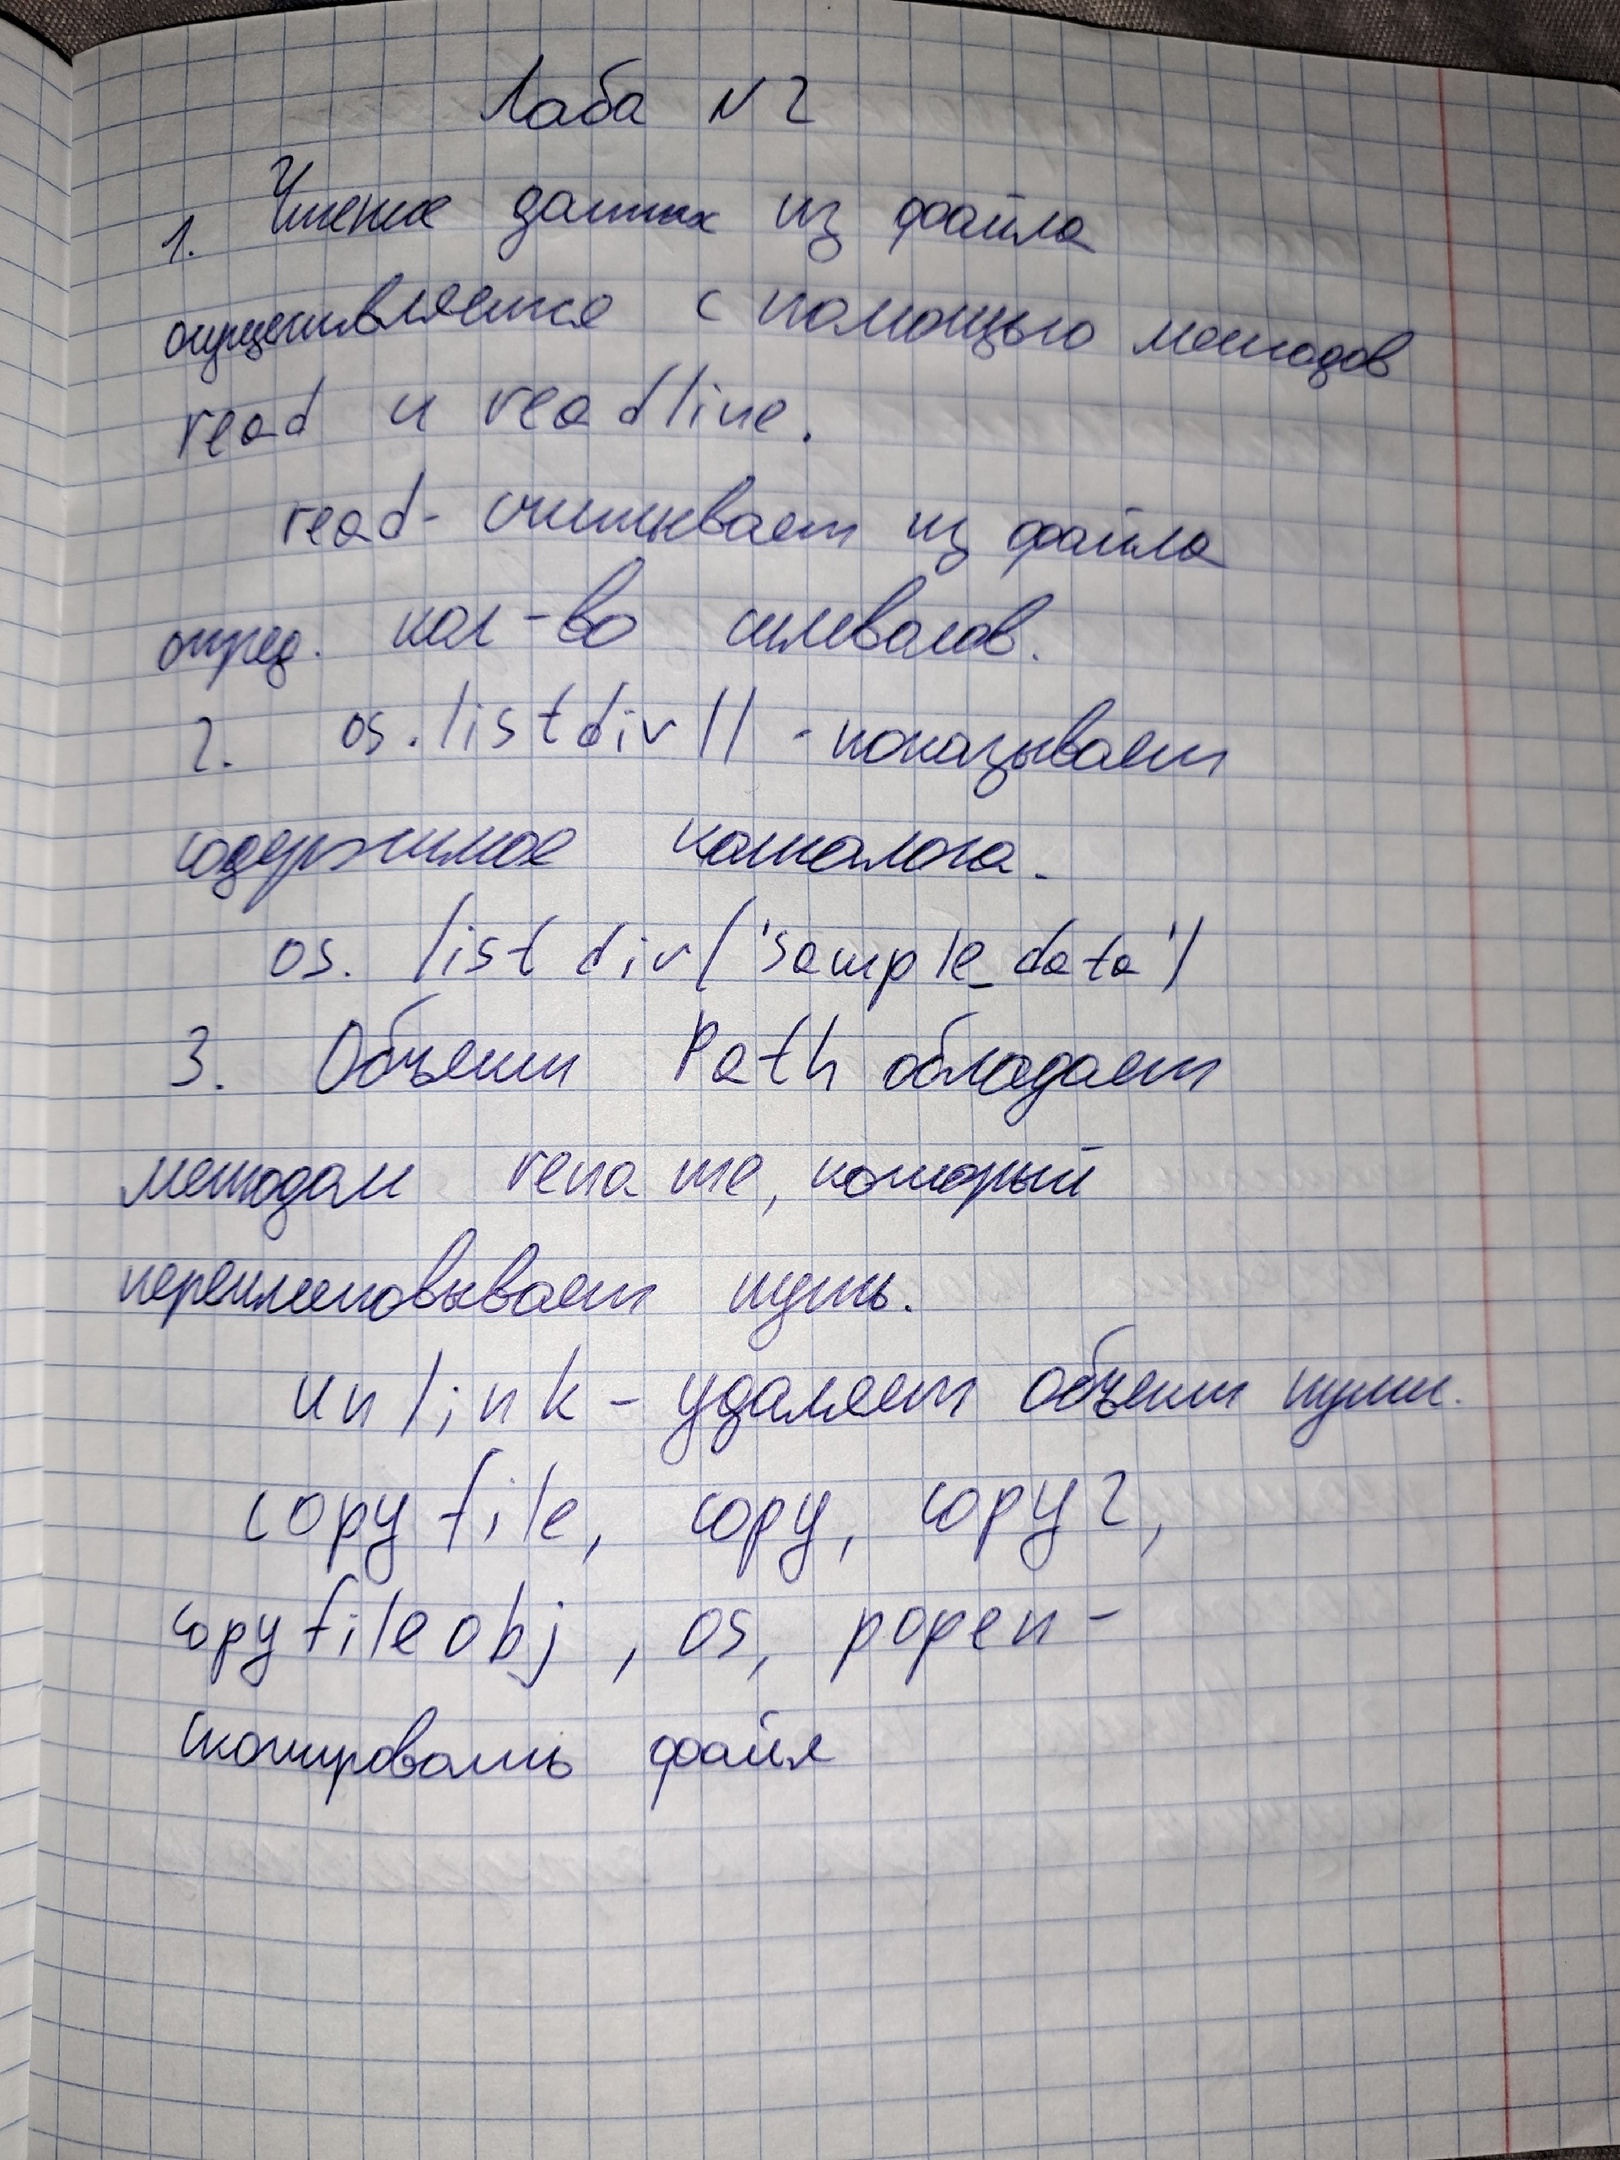 Лаба N2
1. Чтение данных из файла
осуществляется с помощью методов
read и readline.
read - считывает из файла
опред. кол-во символов.
2. os.listdir() - показывает
содержимое каталога.
os.listdir('sample_data')
3. Объект Path обладает
методом rename, который
переименовывает путь.
unlink - удаляет объект пути.
copyfile, copy, copy2,
copyfileobj, os, popen -
скопировать файл